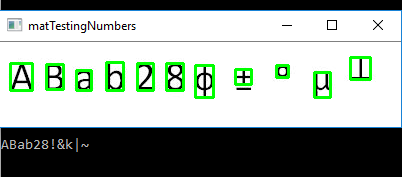 matTestingNumbers
A B a b 2 8 ϕ ± ° µ ⊥
ABab28!&k|~